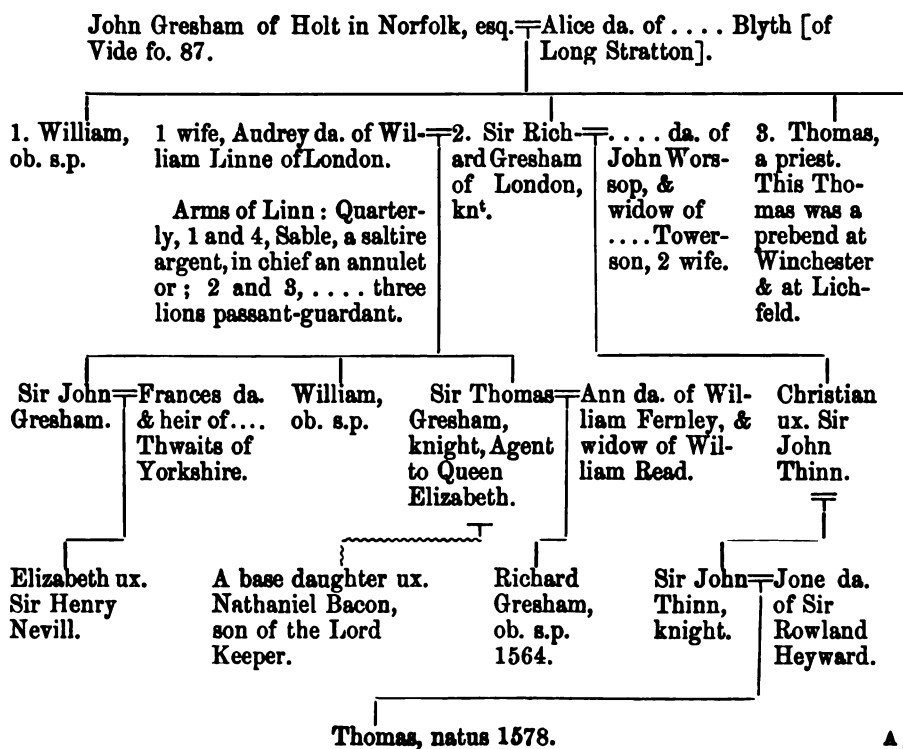 John Gresham of Holt in Norfolk, esq.
Vide fo. 87.
Alice da. of .... Blyth [of
Long Stratton].
1. William,
ob. s.p.
1 wife, Audrey da. of Wil-
liam Linne of London.
Arms of Linn: Quarter-
ly, 1 and 4, Sable, a saltire
argent, in chief an annulet
or; 2 and 3, .... three
lions passant-guardant.
2. Sir Rich-
ard Gresham
of London,
knt.
.... da. of
John Wors-
sop, &
widow of
....Tower-
son, 2 wife.
3. Thomas,
a priest.
This Tho-
mas was a
prebend at
Winchester
& at Lich-
feld.
Sir John
Gresham.
Frances da.
& heir of....
Thwaits of
Yorkshire.
William,
ob. s.p.
Sir Thomas
Gresham,
knight, Agent
to Queen
Elizabeth.
Ann da. of Wil-
liam Fernley, &
widow of Wil-
liam Read.
Christian
ux. Sir
John
Thinn.
Elizabeth ux.
Sir Henry
Nevill.
A base daughter ux.
Nathaniel Bacon,
son of the Lord
Keeper.
Richard
Gresham,
ob. s.p.
1564.
Sir John
Thinn,
knight.
Jone da.
of Sir
Rowland
Heyward.
Thomas, natus 1578.
A